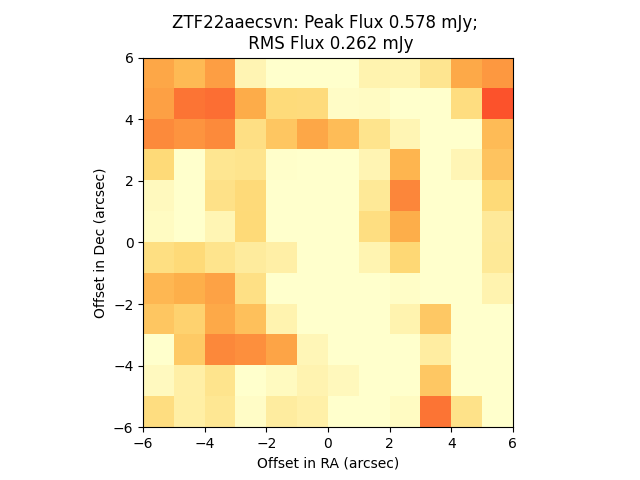 ZTF22aaecsvn: Peak Flux 0.578 mJy;
RMS Flux 0.262 mJy
6
4
2
0
−2
−4
−6
Offset in Dec (arcsec)
−6 −4 −2 0 2 4 6
Offset in RA (arcsec)